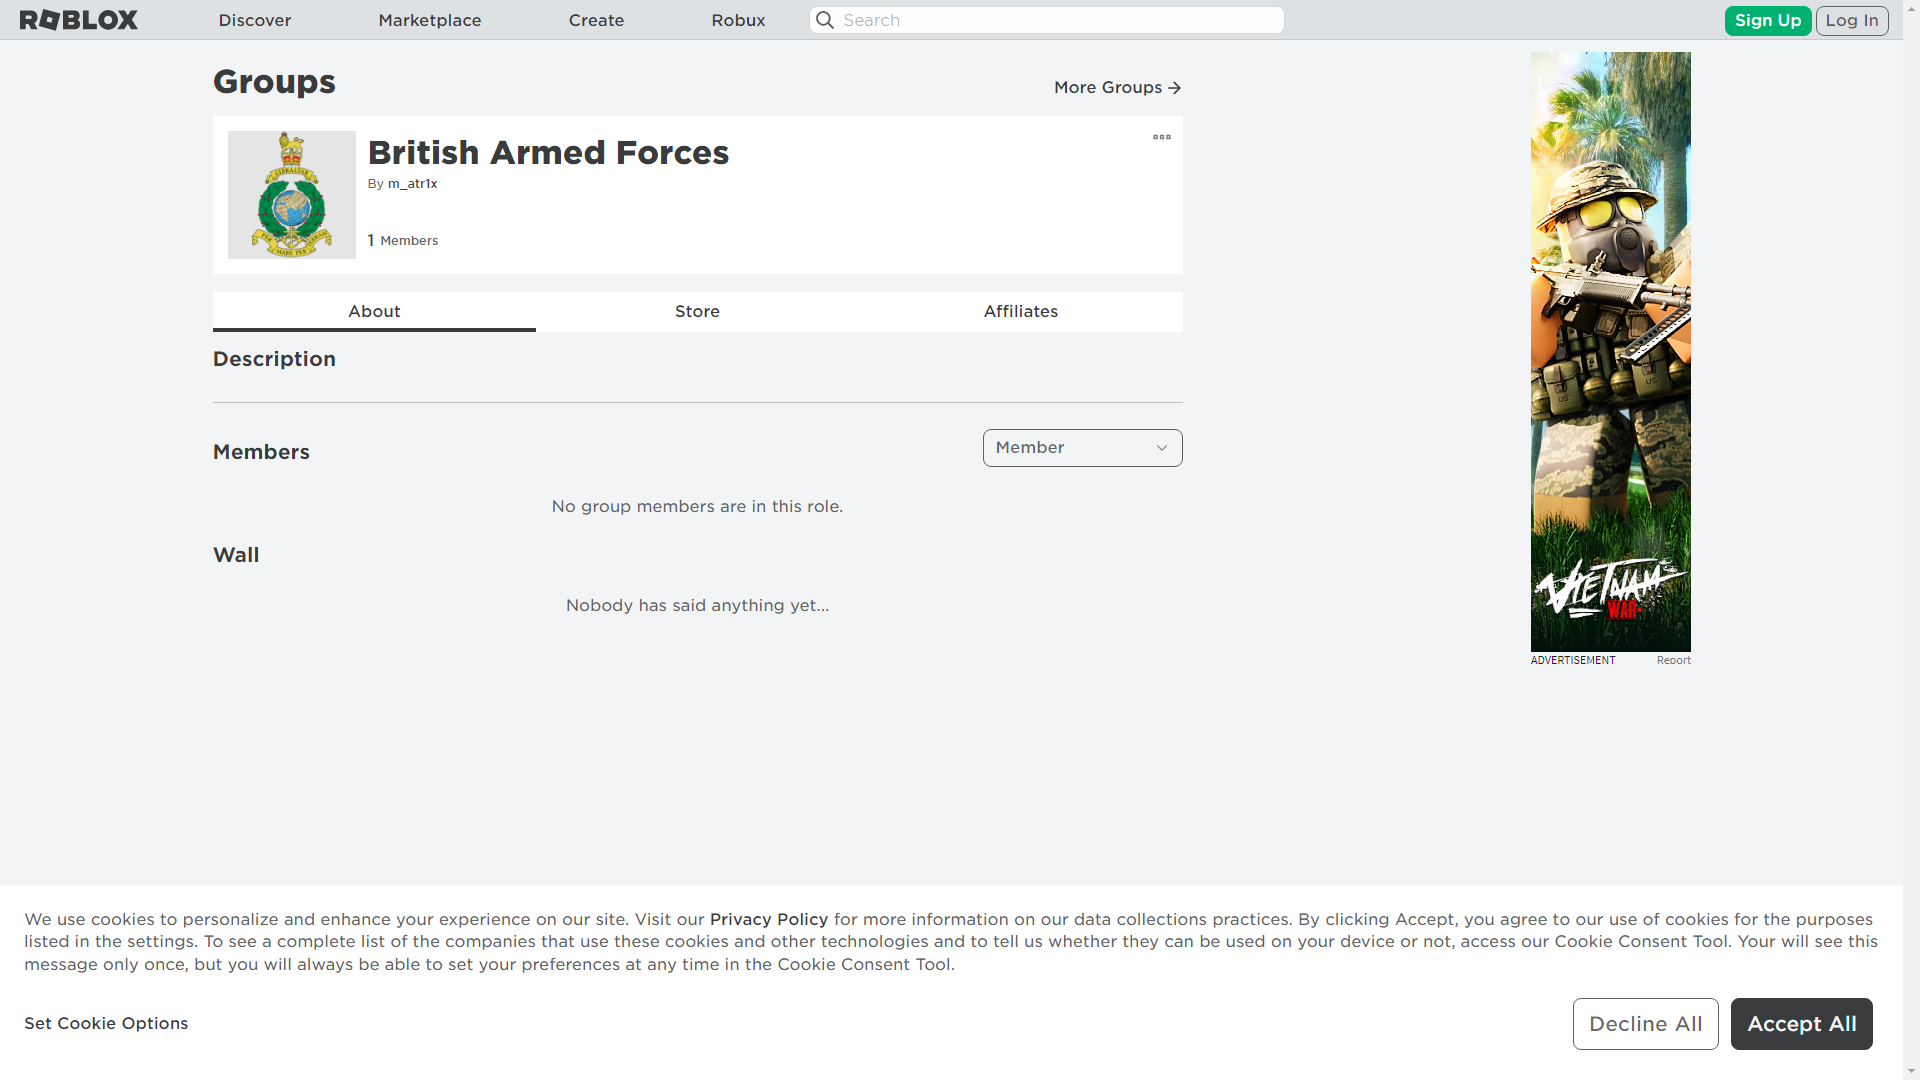 ROBLOX
Discover
Marketplace
Create
Robux
Search
Sign Up
Log In
Groups
More Groups
British Armed Forces
By m_atr1x
1 Members
GIBRALTAR
PER MARE PER TERRAM
About
Store
Affiliates
Description
Members
Member
No group members are in this role.
Wall
Nobody has said anything yet...
US
US
VIETNAM
WAR
ADVERTISEMENT
Report
We use cookies to personalize and enhance your experience on our site. Visit our Privacy Policy for more information on our data collections practices. By clicking Accept, you agree to our use of cookies for the purposes
listed in the settings. To see a complete list of the companies that use these cookies and other technologies and to tell us whether they can be used on your device or not, access our Cookie Consent Tool. Your will see this
message only once, but you will always be able to set your preferences at any time in the Cookie Consent Tool.
Set Cookie Options
Decline All
Accept All